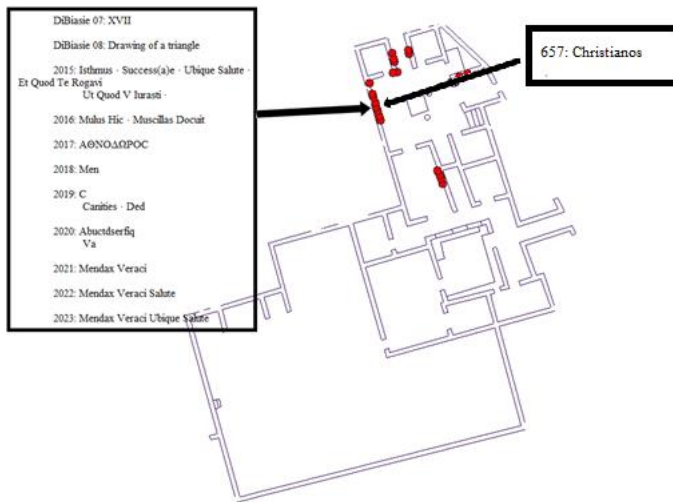 DiBiasie 07: XVII
DiBiasie 08: Drawing of a triangle
2015: Isthmus · Success(a)e · Ubique Salute ·
Et Quod Te Rogavi
Ut Quod V Iurasti ·
2016: Mulus Hic · Muscillas Docuit
2017: ΑΘΝΟΔΩΡΟC
2018: Men
2019: C
Canities · Ded
2020: Abuctdserfiq
Va
2021: Mendax Veraci
2022: Mendax Veraci Salute
2023: Mendax Veraci Ubique Salute
657: Christianos